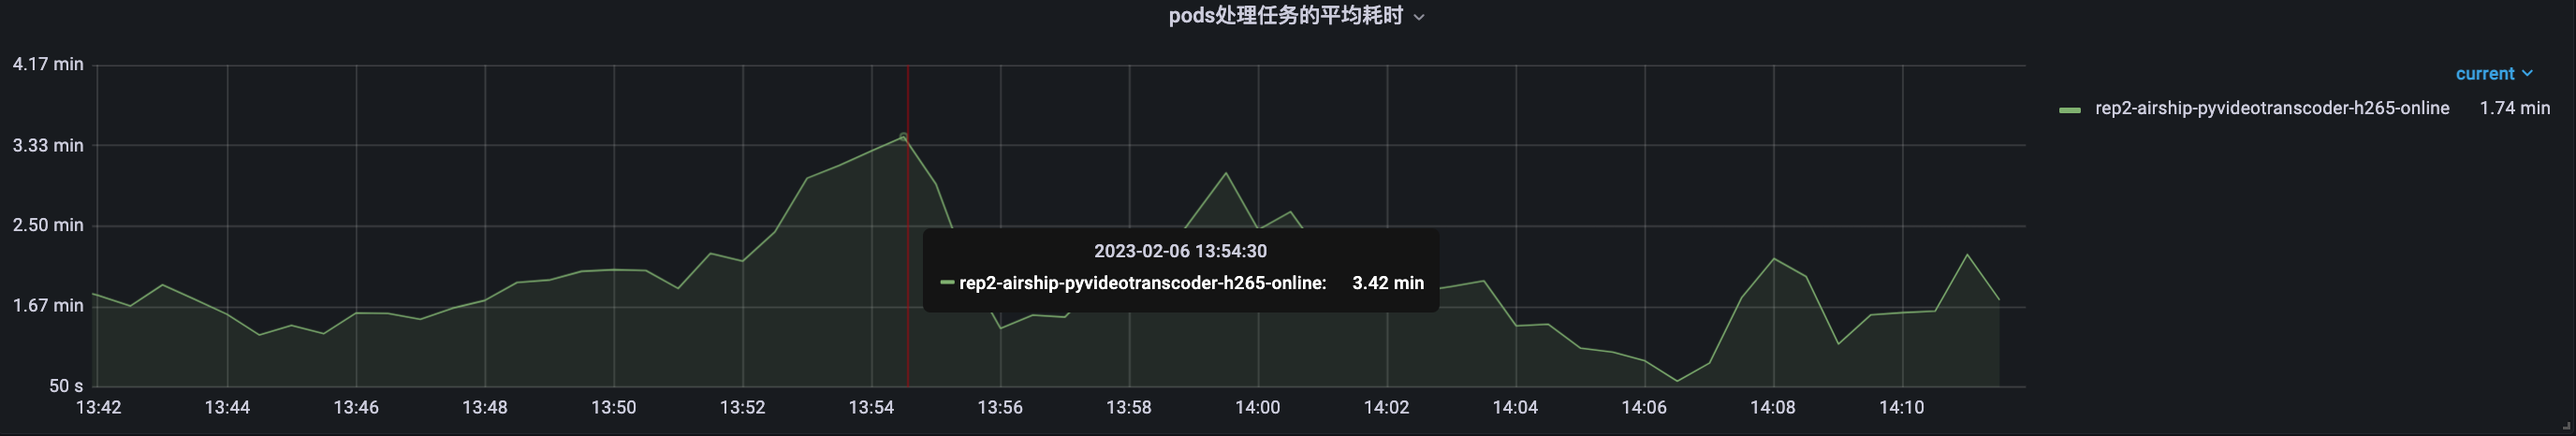 pods处理任务的平均耗时
4.17 min
3.33 min
2.50 min
1.67 min
50 s
13:42 13:44 13:46 13:48 13:50 13:52 13:54 13:56 13:58 14:00 14:02 14:04 14:06 14:08 14:10
2023-02-06 13:54:30
rep2-airship-pyvideotranscoder-h265-online: 3.42 min
current
rep2-airship-pyvideotranscoder-h265-online 1.74 min